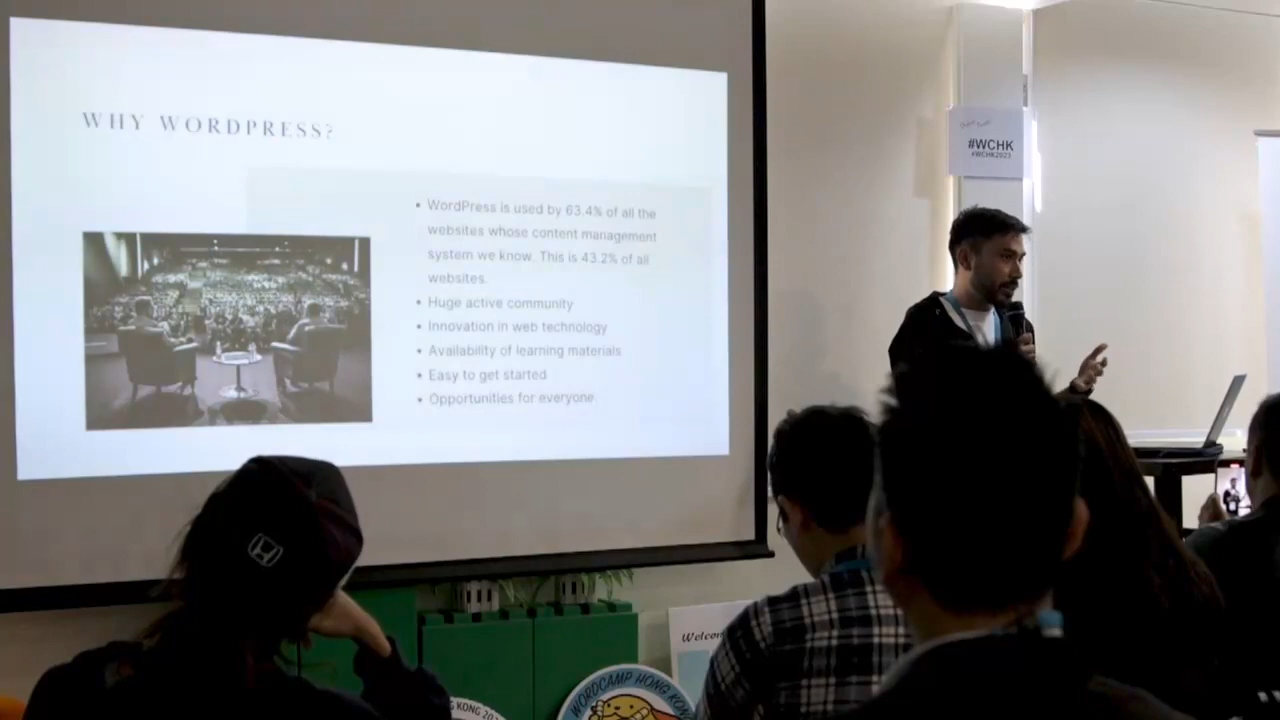 WHY WORDPRESS?
• WordPress is used by 63.4% of all the
websites whose content management
system we know. This is 43.2% of all
websites.
• Huge active community
• Innovation in web technology
• Availability of learning materials
• Easy to get started
• Opportunities for everyone
#WCHK
#WCHK2023
WORDCAMP HONG KON
G KONG 20